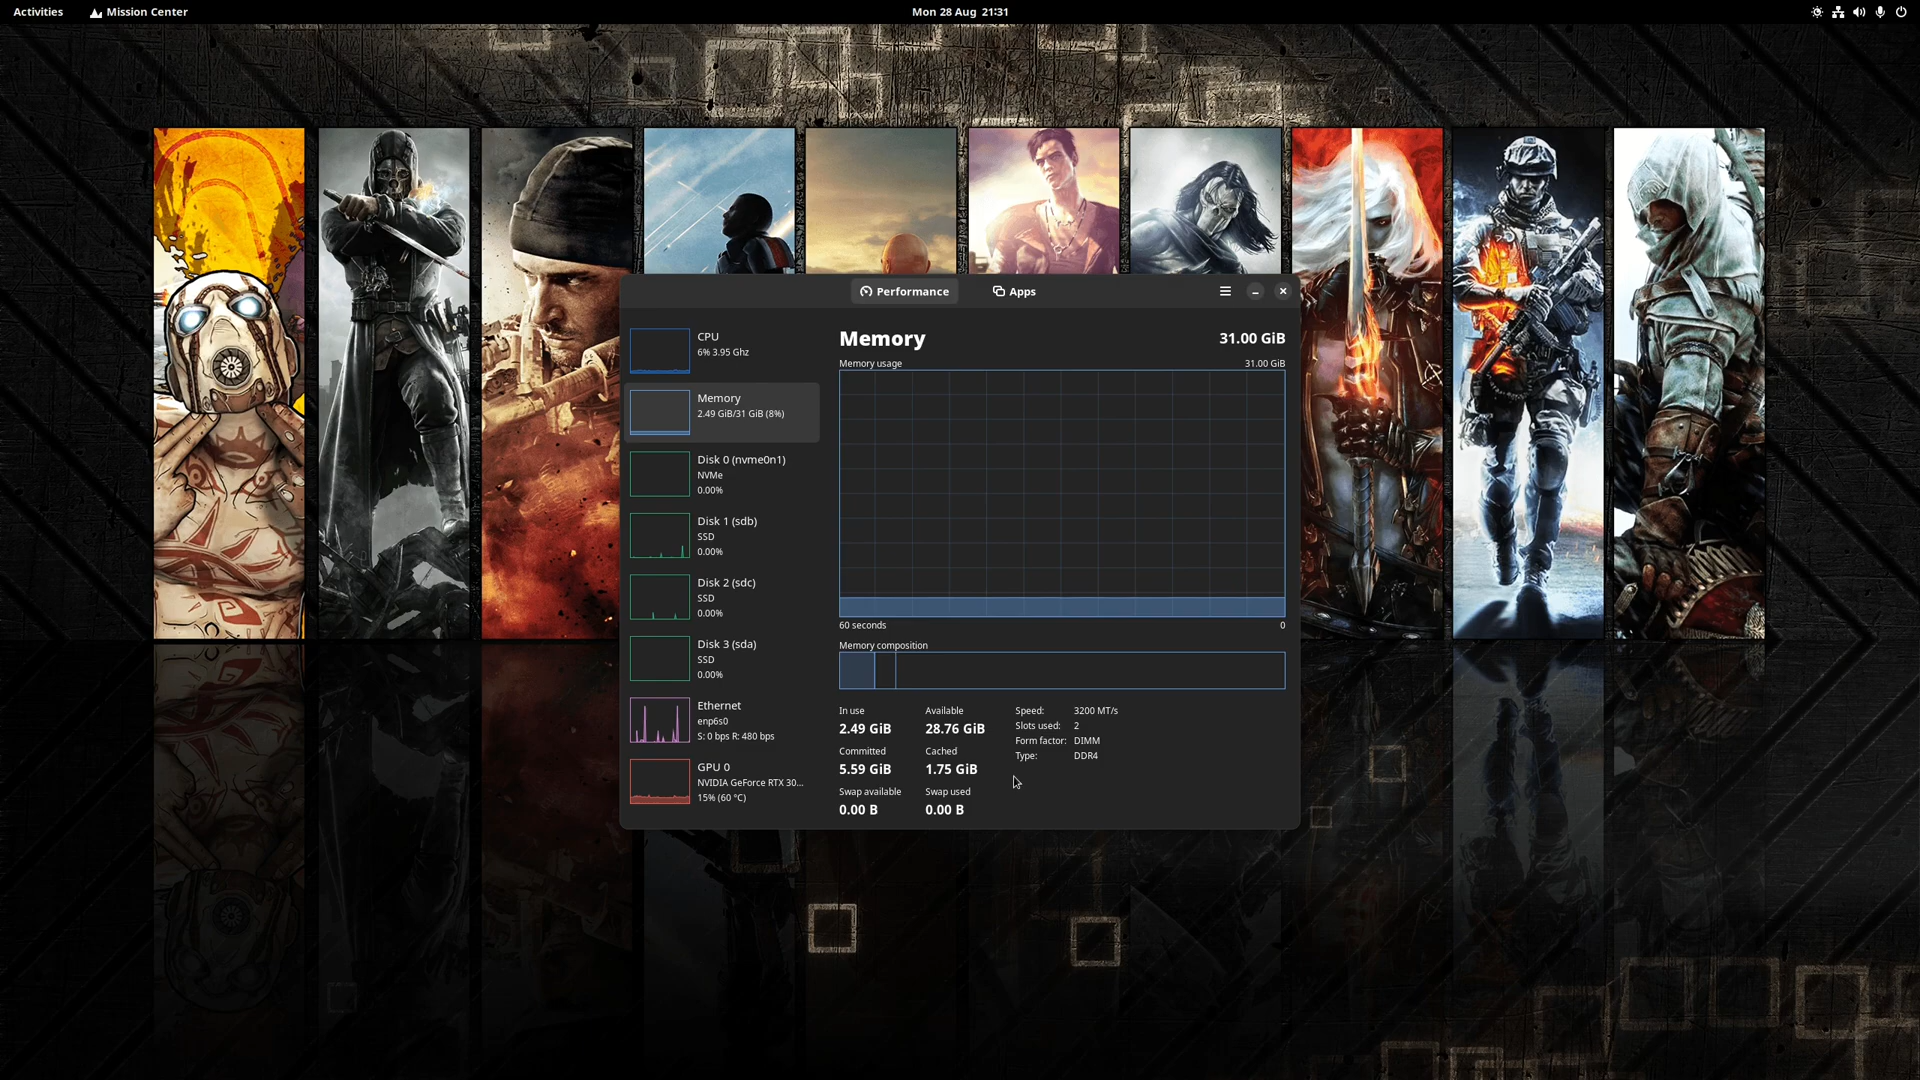 Activities
Mission Center
Mon 28 Aug 21:31
Performance
Apps
CPU
6% 3.95 Ghz
Memory
2.49 GiB/31 GiB (8%)
Disk 0 (nvme0n1)
NVMe
0.00%
Disk 1 (sdb)
SSD
0.00%
Disk 2 (sdc)
SSD
0.00%
Disk 3 (sda)
SSD
0.00%
Ethernet
enp6s0
S: 0 bps R: 480 bps
GPU 0
NVIDIA GeForce RTX 30...
15% (60 °C)
Memory
31.00 GiB
Memory usage
31.00 GiB
60 seconds
0
Memory composition
In use
2.49 GiB
Available
28.76 GiB
Committed
5.59 GiB
Cached
1.75 GiB
Swap available
0.00 B
Swap used
0.00 B
Speed: 3200 MT/s
Slots used: 2
Form factor: DIMM
Type: DDR4